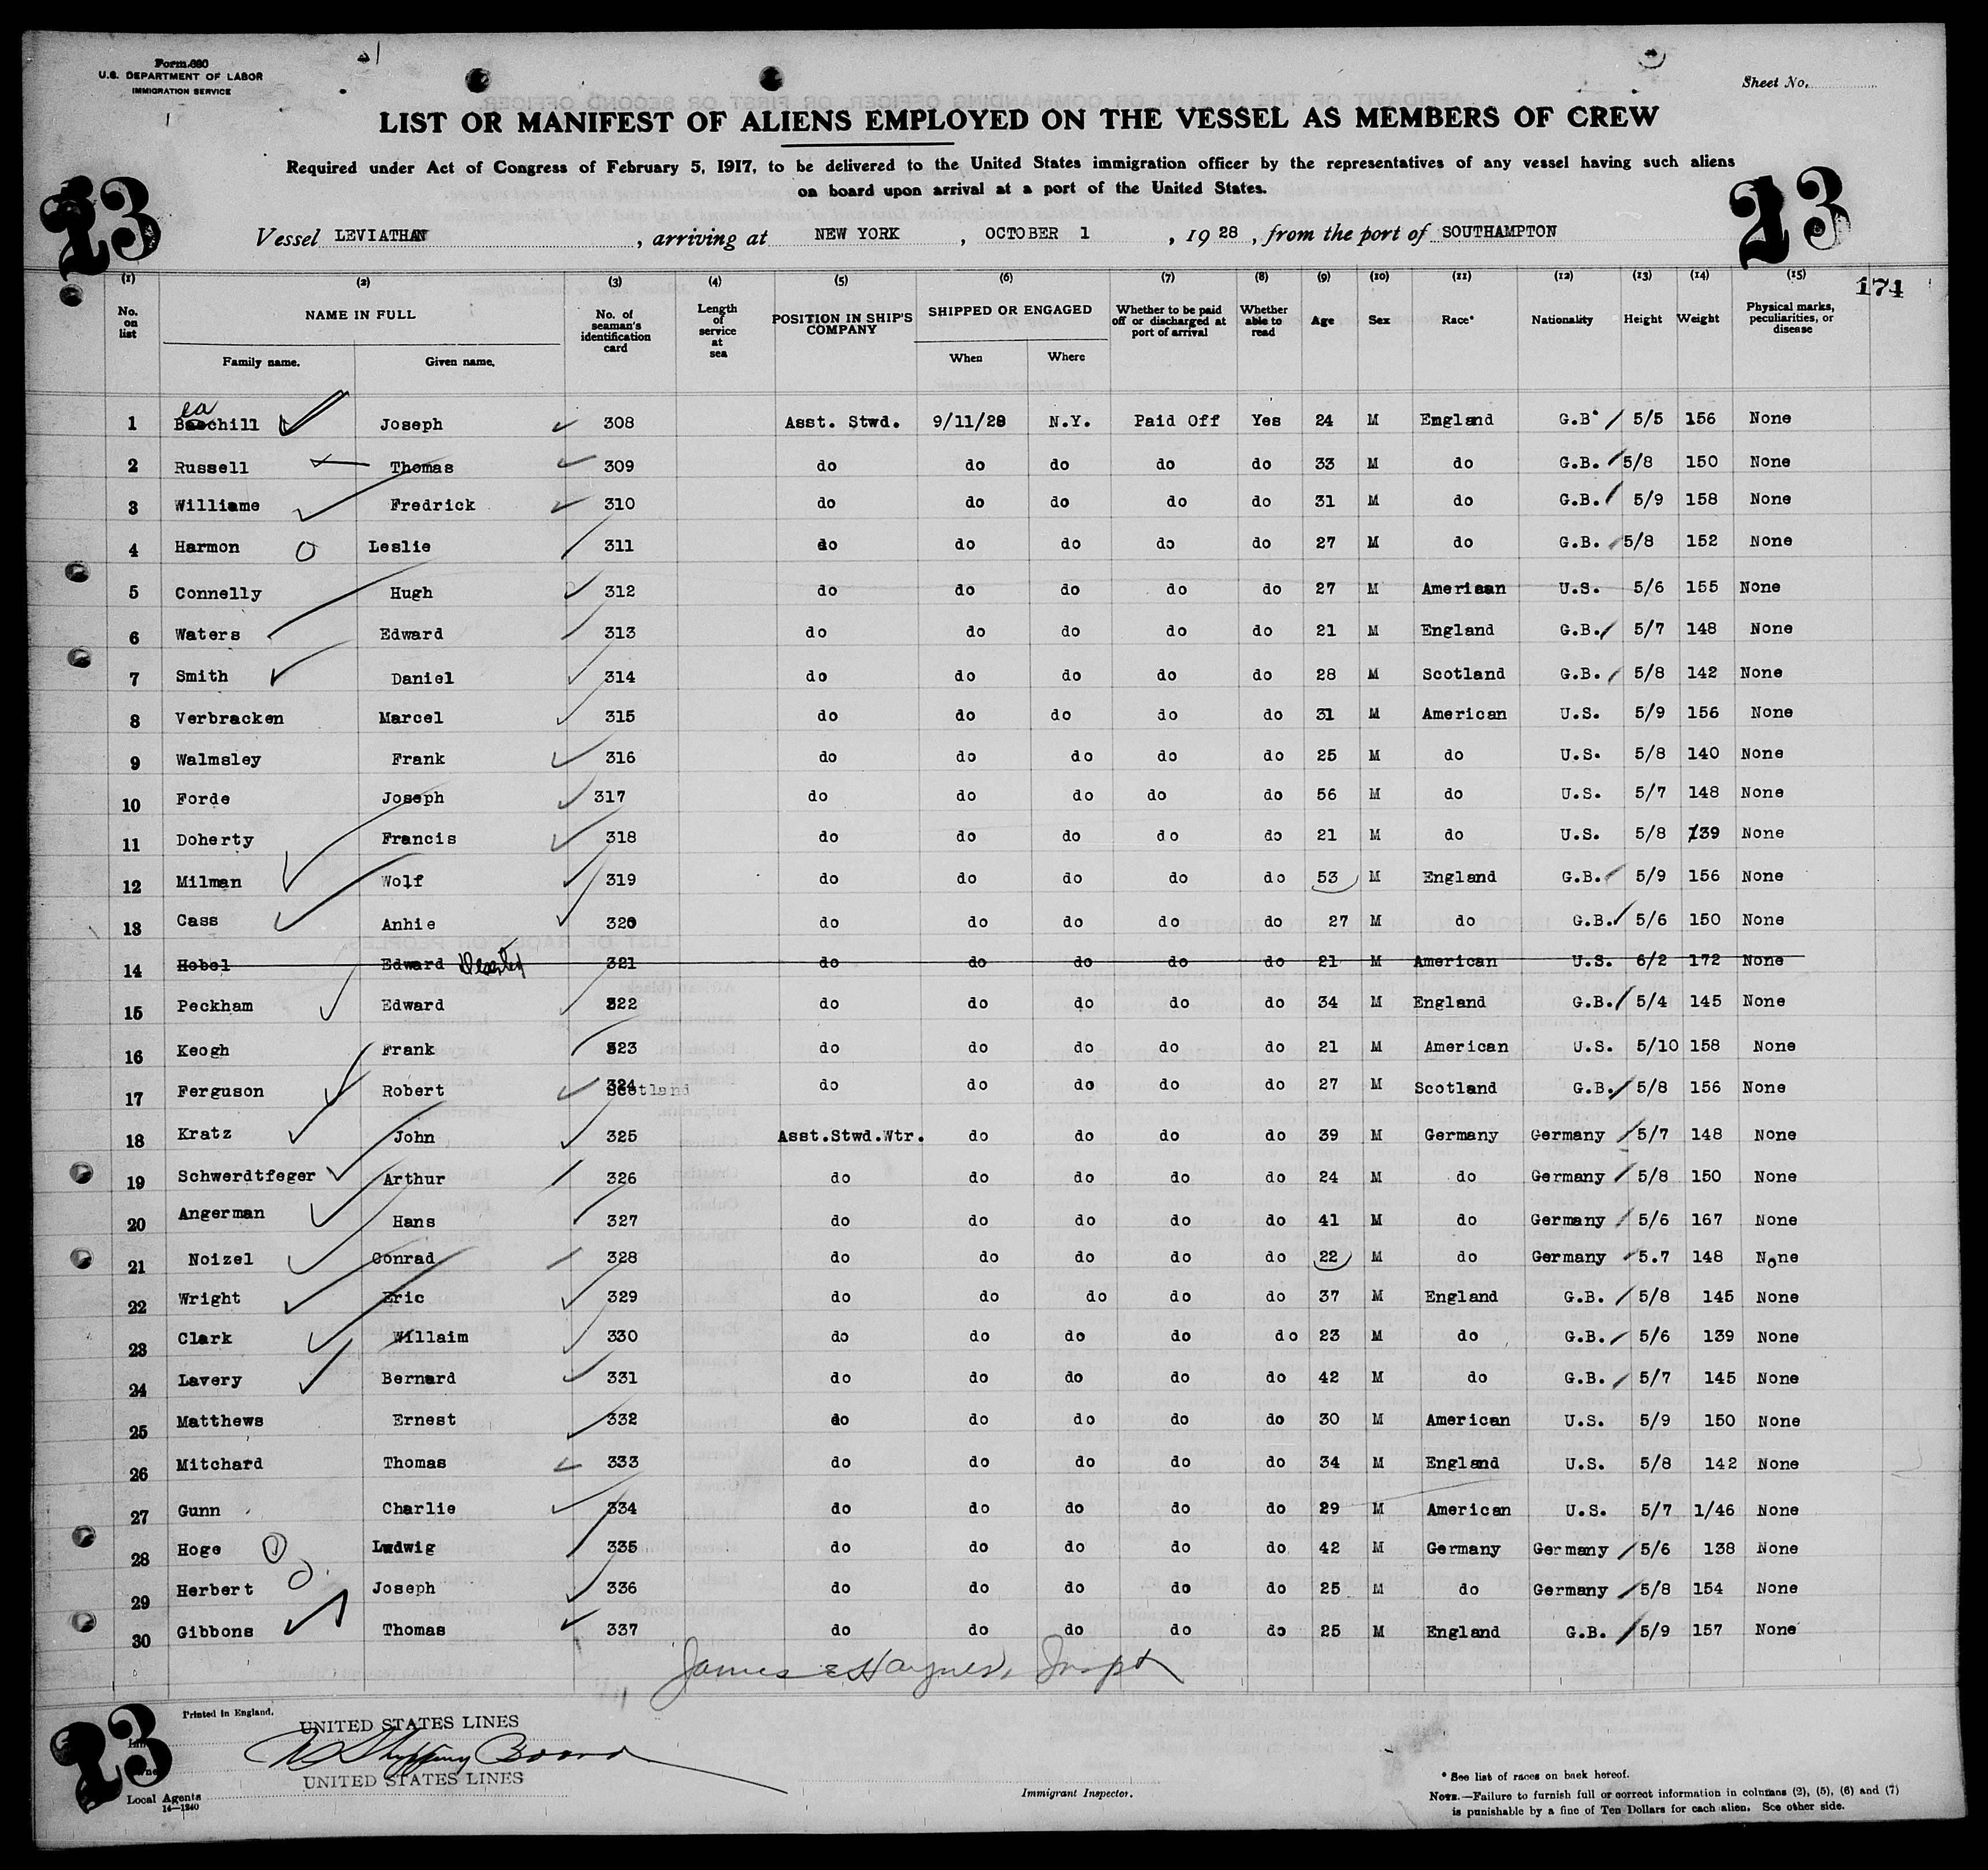 Form 680
U.S. DEPARTMENT OF LABOR
IMMIGRATION SERVICE
Sheet No.
LIST OR MANIFEST OF ALIENS EMPLOYED ON THE VESSEL AS MEMBERS OF CREW
Required under Act of Congress of February 5, 1917, to be delivered to the United States immigration officer by the representatives of any vessel having such aliens
on board upon arrival at a port of the United States.
13 13
Vessel LEVIATHAN, arriving at NEW YORK, OCTOBER 1, 1928, from the port of SOUTHAMPTON
174
(1) (2) (3) (4) (5) (6) (7) (8) (9) (10) (11) (12) (13) (14) (15)
No. on list NAME IN FULL Family name. Given name. No. of seaman's identification card Length of service at sea POSITION IN SHIP'S COMPANY SHIPPED OR ENGAGED When Where Whether to be paid off or discharged at port of arrival Whether able to read Age Sex Race* Nationality Height Weight Physical marks, peculiarities, or disease
1 Beachill Joseph 308 Asst. Stwd. 9/11/28 N.Y. Paid Off Yes 24 M England G.B. 5/5 156 None
2 Russell Thomas 309 do do do do do 33 M do G.B. 5/8 150 None
3 Williame Fredrick 310 do do do do do 31 M do G.B. 5/9 158 None
4 Harmon Leslie 311 do do do do do 27 M do G.B. 5/8 152 None
5 Connelly Hugh 312 do do do do do 27 M American U.S. 5/6 155 None
6 Waters Edward 313 do do do do do 21 M England G.B. 5/7 148 None
7 Smith Daniel 314 do do do do do 28 M Scotland G.B. 5/8 142 None
8 Verbracken Marcel 315 do do do do do 31 M American U.S. 5/9 156 None
9 Walmsley Frank 316 do do do do do 25 M do U.S. 5/8 140 None
10 Forde Joseph 317 do do do do do 56 M do U.S. 5/7 148 None
11 Doherty Francis 318 do do do do do 21 M do U.S. 5/8 139 None
12 Milman Wolf 319 do do do do do 53 M England G.B. 5/9 156 None
13 Cass Anhie 320 do do do do do 27 M do G.B. 5/6 150 None
14 Hobel Edward Deserted 321 do do do do do 21 M American U.S. 6/2 172 None
15 Peckham Edward 322 do do do do do 34 M England G.B. 5/4 145 None
16 Keogh Frank 323 do do do do do 21 M American U.S. 5/10 158 None
17 Ferguson Robert 324 Scotland do do do do do 27 M Scotland G.B. 5/8 156 None
18 Kratz John 325 Asst.Stwd.Wtr. do do do do 39 M Germany Germany 5/7 148 None
19 Schwerdtfeger Arthur 326 do do do do do 24 M do Germany 5/8 150 None
20 Angerman Hans 327 do do do do do 41 M do Germany 5/6 167 None
21 Noizel Conrad 328 do do do do do 22 M do Germany 5.7 148 None
22 Wright Eric 329 do do do do do 37 M England G.B. 5/8 145 None
23 Clark Willaim 330 do do do do do 23 M do G.B. 5/6 139 None
24 Lavery Bernard 331 do do do do do 42 M do G.B. 5/7 145 None
25 Matthews Ernest 332 do do do do do 30 M American U.S. 5/9 150 None
26 Mitchard Thomas 333 do do do do do 34 M England U.S. 5/8 142 None
27 Gunn Charlie 334 do do do do do 29 M American U.S. 5/7 1/46 None
28 Hoge Ludwig 335 do do do do do 42 M Germany Germany 5/6 138 None
29 Herbert Joseph 336 do do do do do 25 M do Germany 5/8 154 None
30 Gibbons Thomas 337 do do do do do 25 M England G.B. 5/9 157 None
James E Haynes, Inspt
Printed in England.
13
UNITED STATES LINES
US Shipping Board
UNITED STATES LINES
Local Agents
14—1240
Immigrant Inspector.
* See list of races on back hereof.
NOTE.—Failure to furnish full or correct information in columns (2), (5), (6) and (7)
is punishable by a fine of Ten Dollars for each alien. See other side.